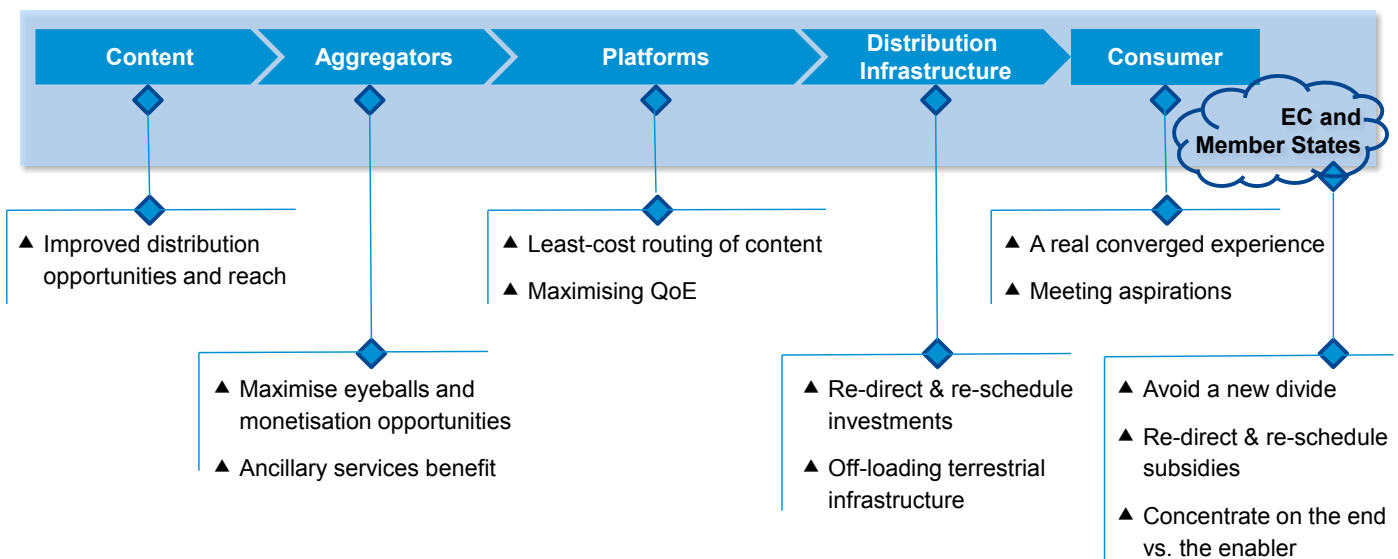 Content
Aggregators
Platforms
Distribution
Infrastructure
Consumer
EC and
Member States
▲ Improved distribution
opportunities and reach
▲ Least-cost routing of content
▲ Maximising QoE
▲ A real converged experience
▲ Meeting aspirations
▲ Maximise eyeballs and
monetisation opportunities
▲ Ancillary services benefit
▲ Re-direct & re-schedule
investments
▲ Off-loading terrestrial
infrastructure
▲ Avoid a new divide
▲ Re-direct & re-schedule
subsidies
▲ Concentrate on the end
vs. the enabler